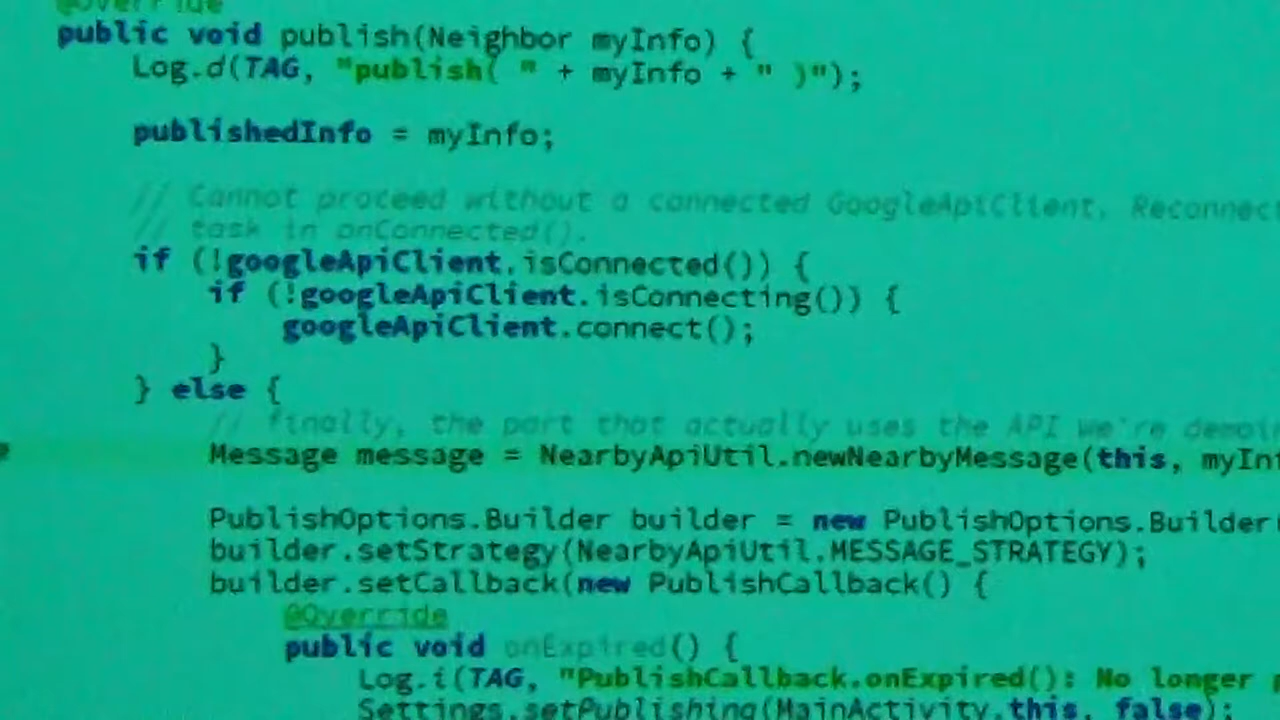 @Override
public void publish(Neighbor myInfo) {
Log.d(TAG, "publish( " + myInfo + " )");
publishedInfo = myInfo;
// Cannot proceed without a connected GoogleApiClient. Reconnec
// task in onConnected().
if (!googleApiClient.isConnected()) {
if (!googleApiClient.isConnecting()) {
googleApiClient.connect();
}
} else {
// finally, the part that actually uses the API we're
Message message = NearbyApiUtil.newNearbyMessage(this, myInf
PublishOptions.Builder builder = new PublishOptions.Builder(
builder.setStrategy(NearbyApiUtil.MESSAGE_STRATEGY);
builder.setCallback(new PublishCallback() {
@Override
public void onExpired() {
Log.i(TAG, "PublishCallback.onExpired(): No longer
Settings.setPublishing(MainActivity.this, false);